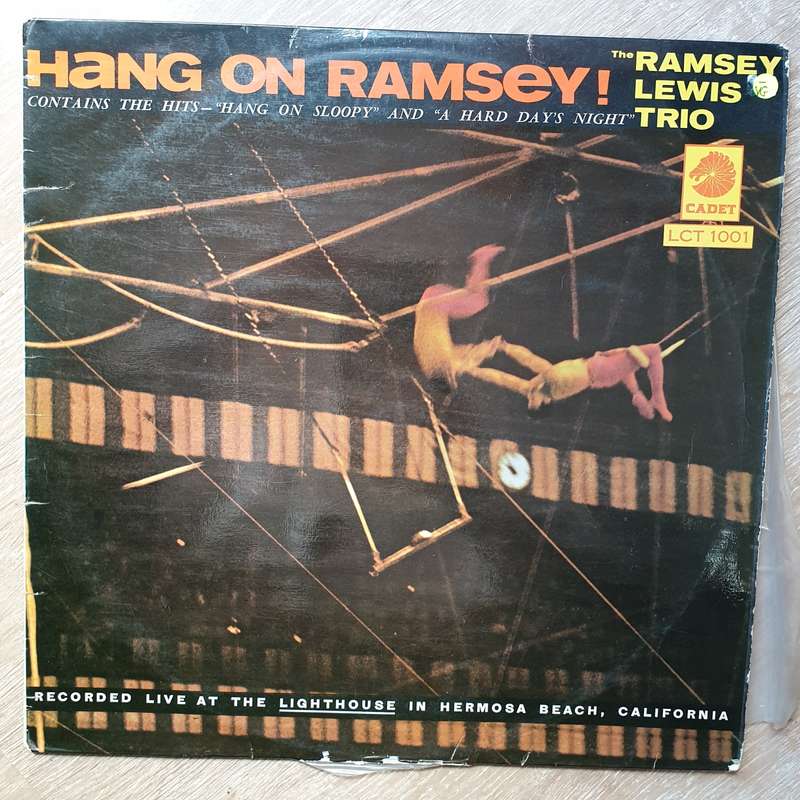 HANG ON RAMSEY!
CONTAINS THE HITS—"HANG ON SLOOPY" AND "A HARD DAY'S NIGHT"
The RAMSEY
LEWIS
TRIO
VG
CADET
LCT 1001
RECORDED LIVE AT THE LIGHTHOUSE IN HERMOSA BEACH, CALIFORNIA